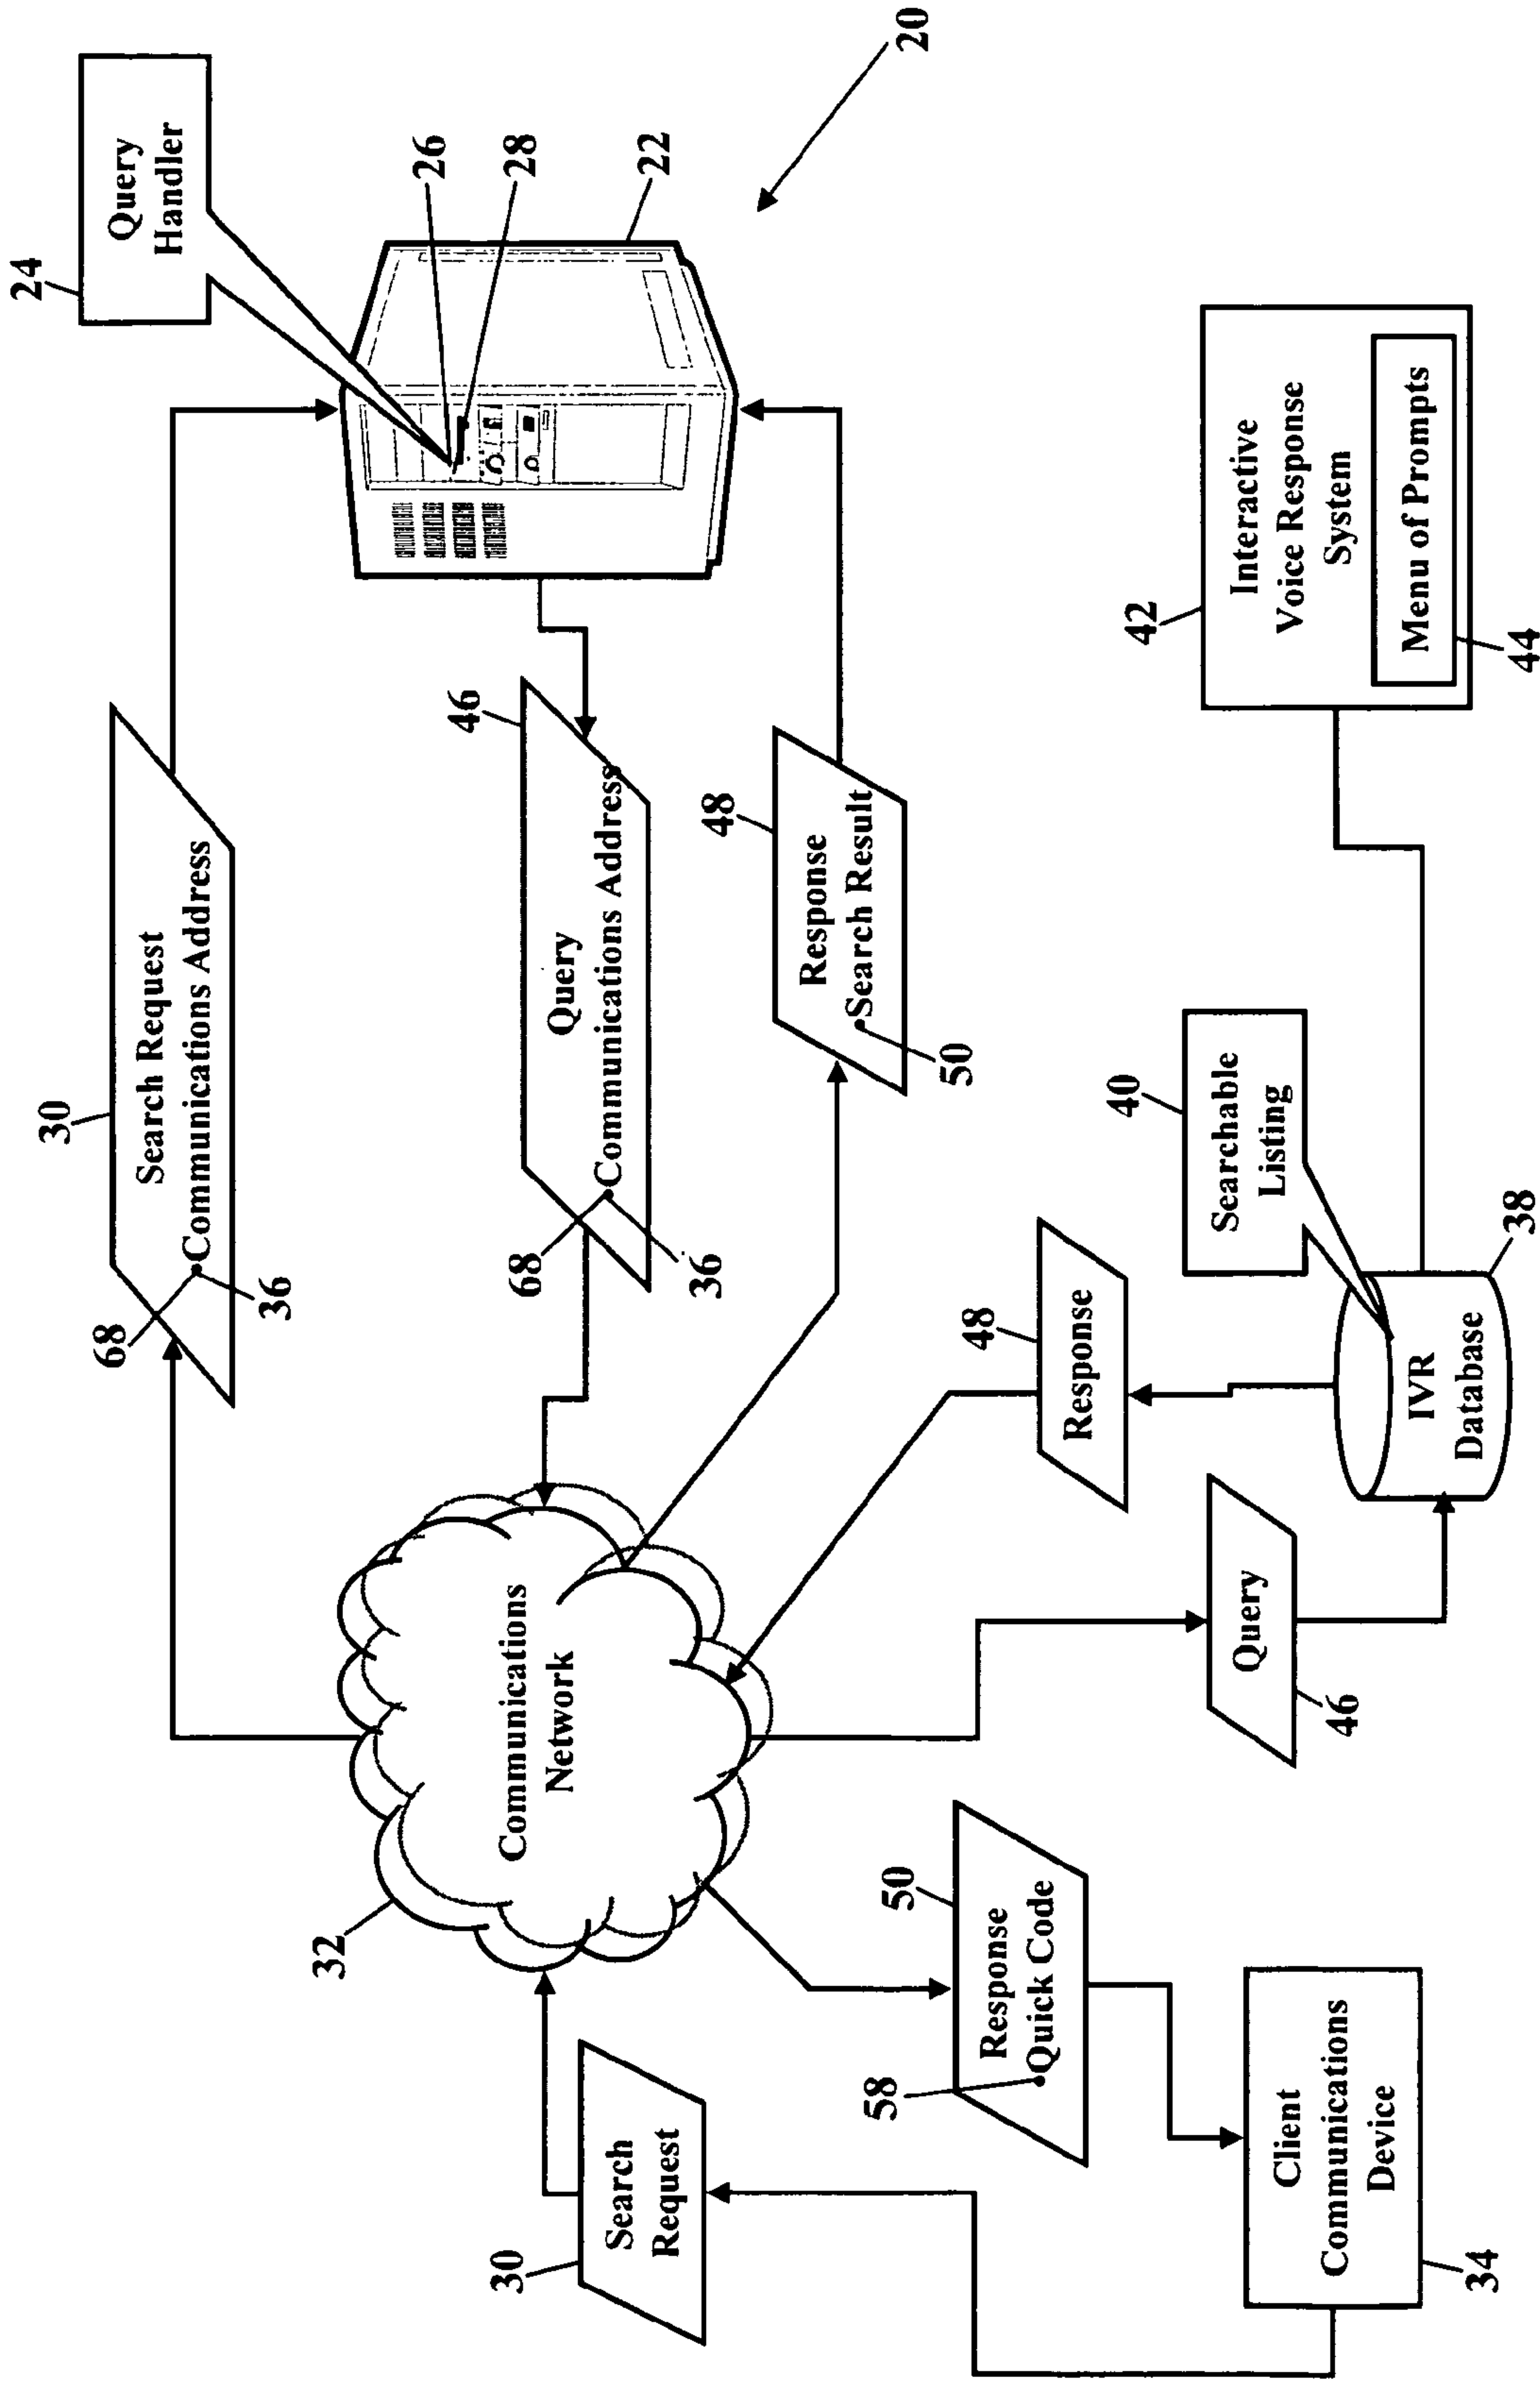 24
Query
Handler
26
28
22
20
30
Search Request
Communications Address
68
36
46
Query
Communications Address
68
36
48
Response
Search Result
50
32
Communications
Network
30
Search
Request
50
Response
Quick Code
58
Client
Communications
Device
34
Query
46
48
Response
40
Searchable
Listing
IVR
Database
38
42
Interactive
Voice Response
System
Menu of Prompts
44